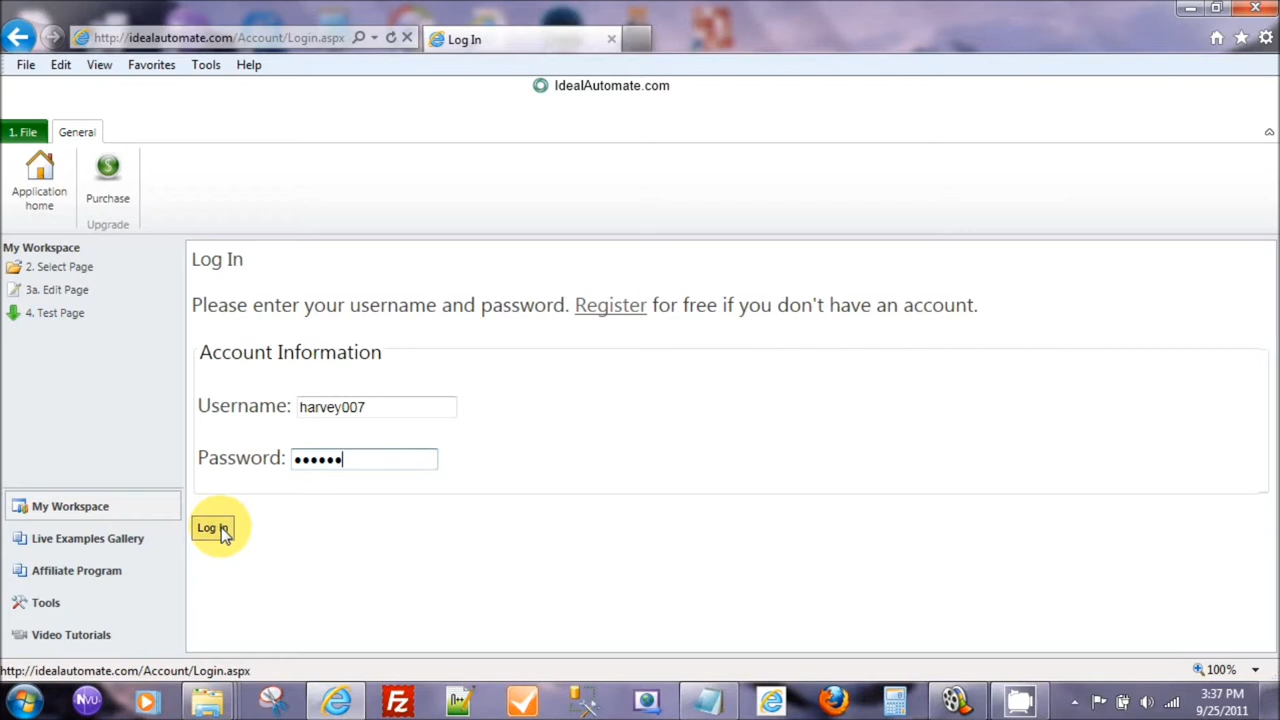 http://idealautomate.com/Account/Login.aspx
Log In
File Edit View Favorites Tools Help
IdealAutomate.com
1. File General
Application home
Purchase
Upgrade
My Workspace
2. Select Page
3a. Edit Page
4. Test Page
Log In
Please enter your username and password. Register for free if you don't have an account.
Account Information
Username: harvey007
Password: ••••••
Log In
My Workspace
Live Examples Gallery
Affiliate Program
Tools
Video Tutorials
http://idealautomate.com/Account/Login.aspx
100%
3:37 PM
9/25/2011